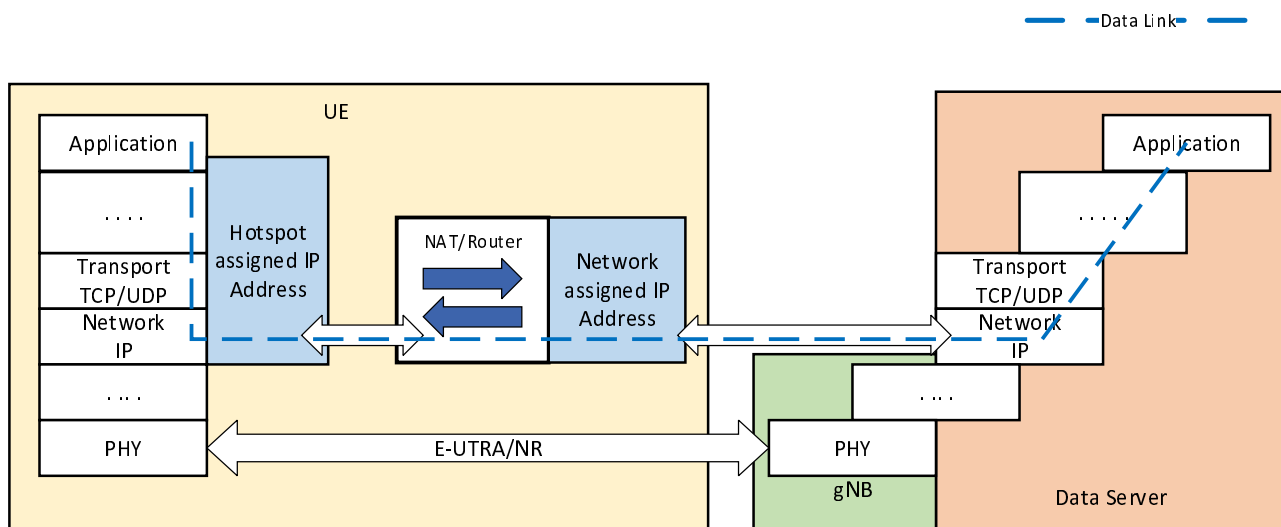 Data Link
UE
Application
. . . .
Transport
TCP/UDP
Network
IP
. ... .
PHY
Hotspot
assigned IP
Address
NAT/Router
Network
assigned IP
Address
E-UTRA/NR
Application
. . . . .
Transport
TCP/UDP
Network
IP
. ... .
PHY
gNB
Data Server